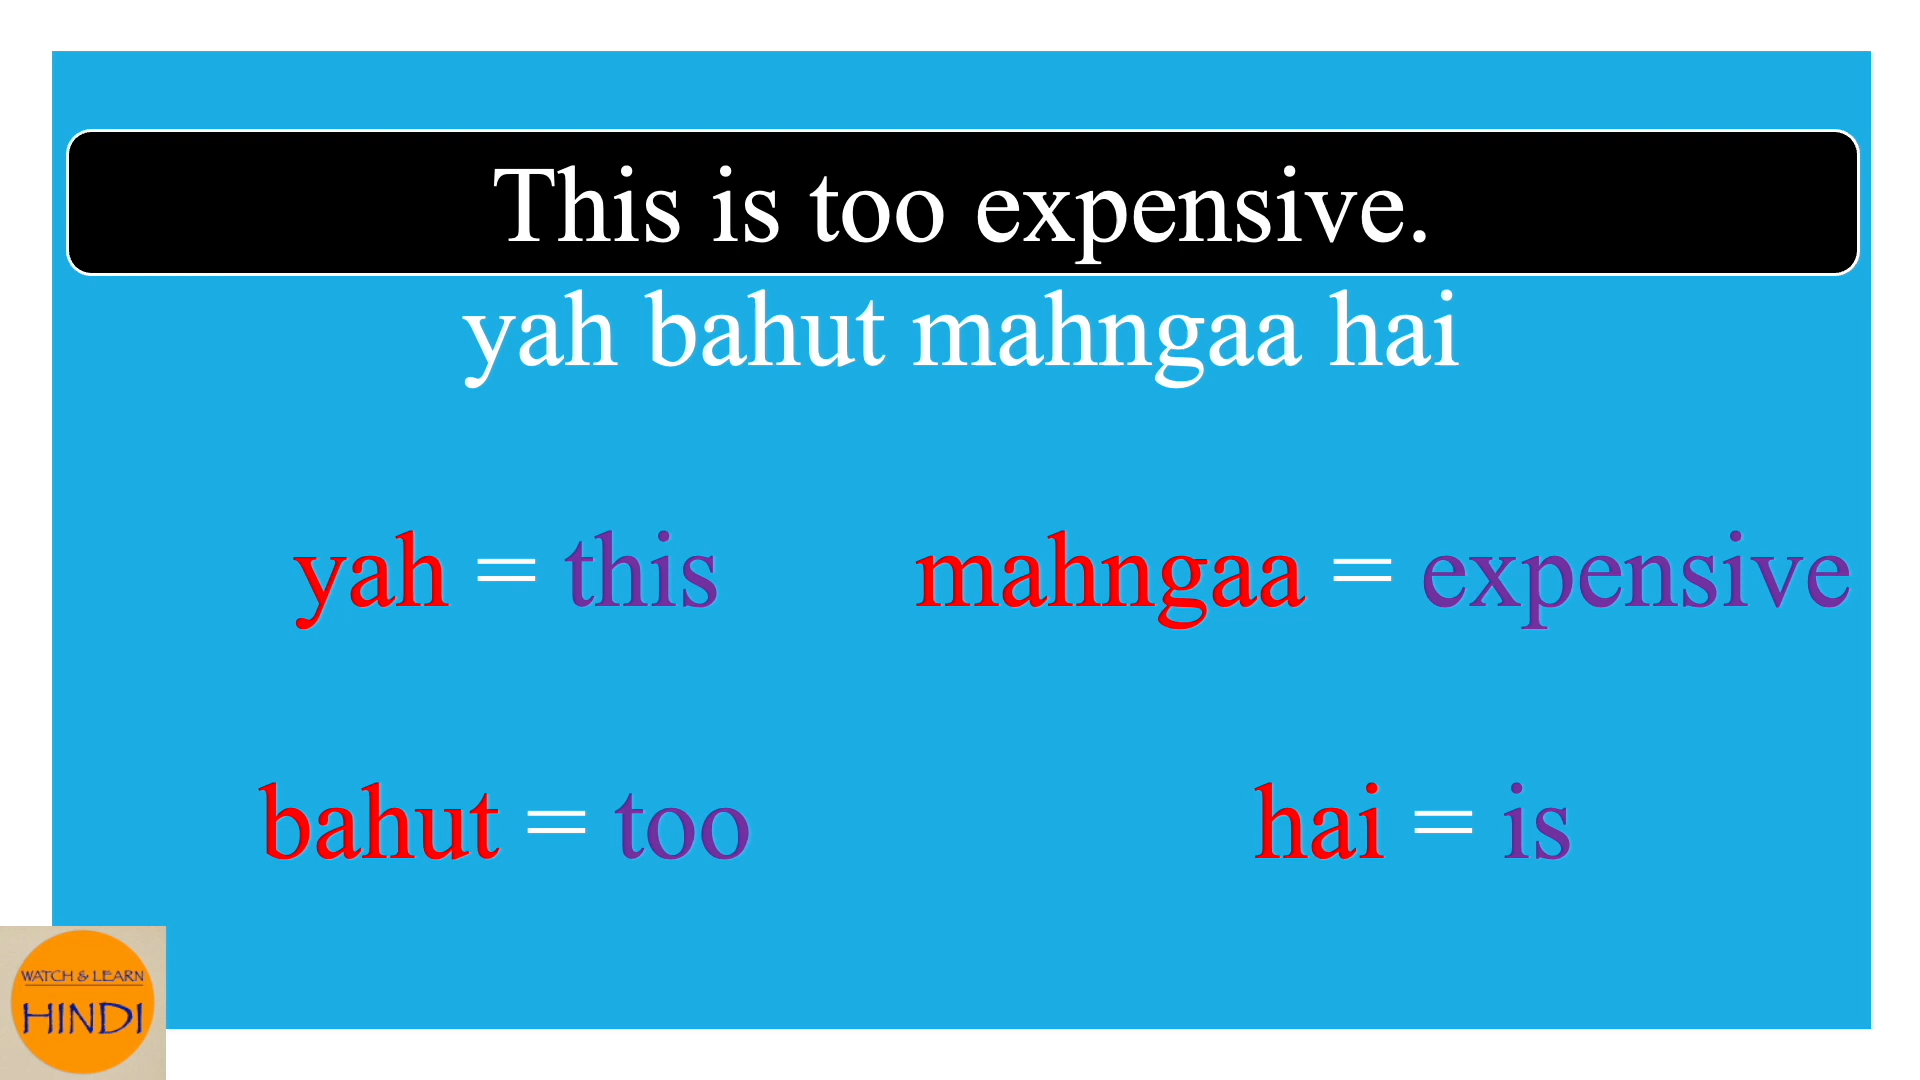 This is too expensive.
yah bahut mahngaa hai
yah = this
mahngaa = expensive
bahut = too
hai = is
WATCH & LEARN
HINDI